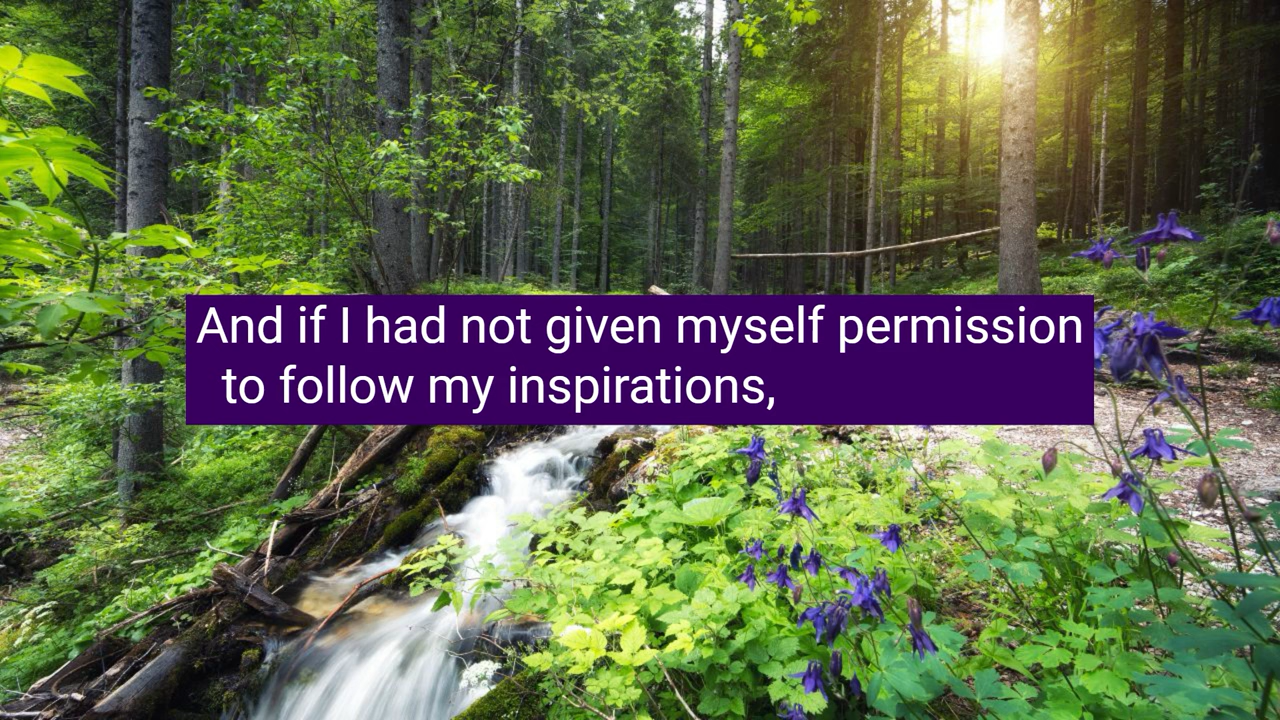 And if I had not given myself permission
to follow my inspirations,